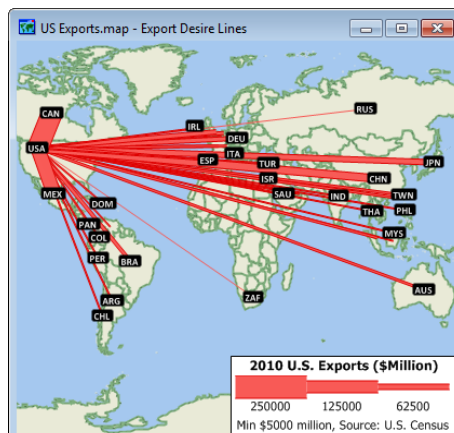 US Exports.map - Export Desire Lines
CAN
RUS
IRL
DEU
USA
ITA
ESP
TUR
JPN
ISR
CHN
MEX
SAU
IND
TWN
DOM
THA
PHL
PAN
COL
MYS
PER
BRA
AUS
ARG
ZAF
CHL
2010 U.S. Exports ($Million)
250000 125000 62500
Min $5000 million, Source: U.S. Census